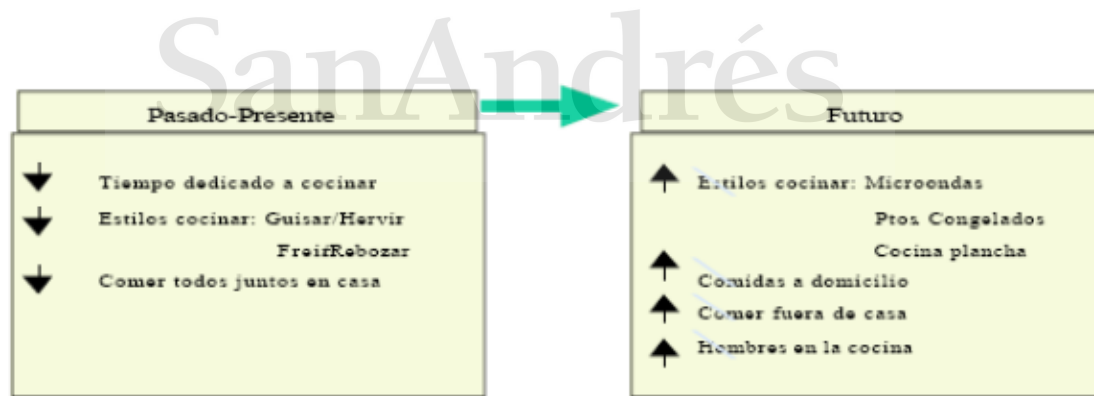 SanAndrés
Pasado-Presente
Tiempo dedicado a cocinar
Estilos cocinar: Guisar/Hervir
FreifRebozar
Comer todos juntos en casa
Futuro
Estilos cocinar: Microondas
Ptos. Congelados
Cocina plancha
Comidas a domicilio
Comer fuera de casa
Hombres en la cocina